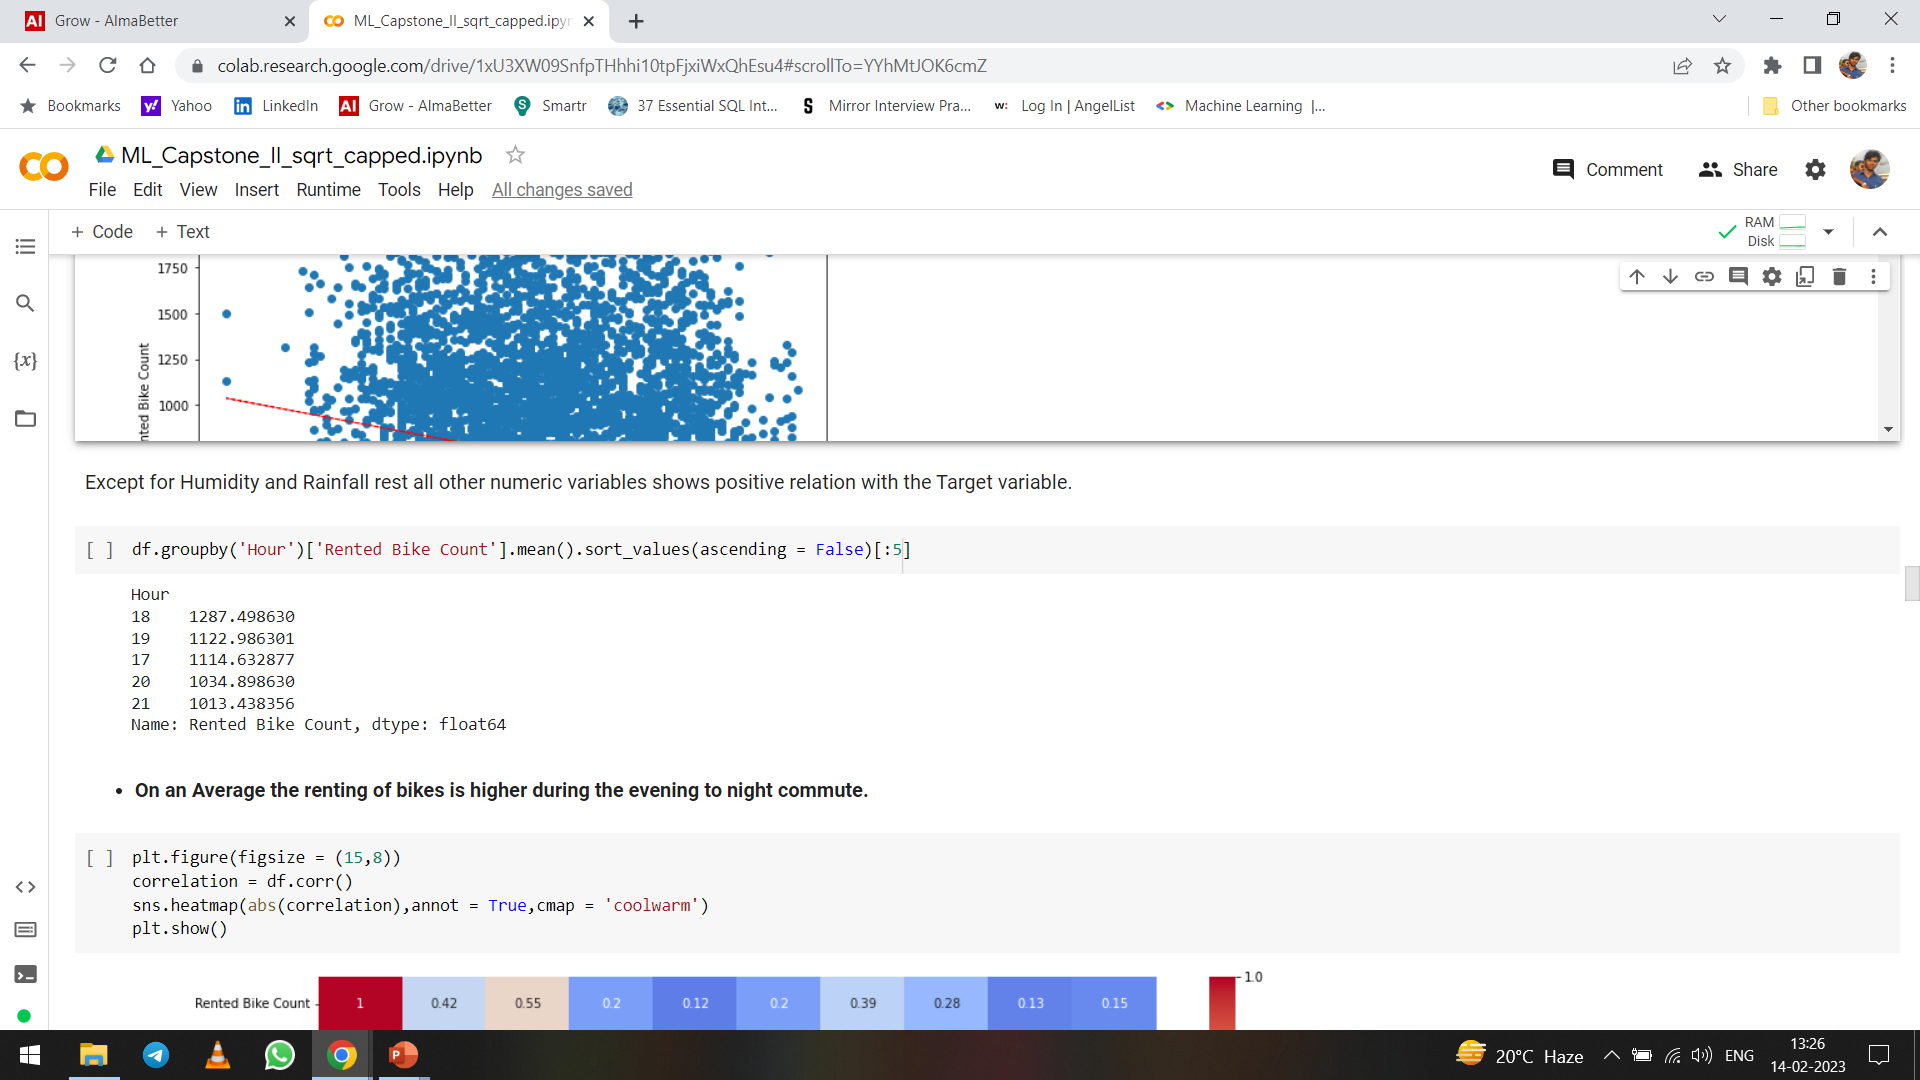 Grow - AlmaBetter
ML_Capstone_II_sqrt_capped.ipyr
colab.research.google.com/drive/1xU3XW09SnfpTHhhi10tpFjxiWxQhEsu4#scrollTo=YYhMtJOK6cmZ
Bookmarks Yahoo LinkedIn Grow - AlmaBetter Smartr 37 Essential SQL Int... Mirror Interview Pra... Log In | AngelList Machine Learning |... Other bookmarks
ML_Capstone_II_sqrt_capped.ipynb
Comment Share
File Edit View Insert Runtime Tools Help All changes saved
+ Code + Text
RAM
Disk
1750
1500
1250
1000
nted Bike Count
Except for Humidity and Rainfall rest all other numeric variables shows positive relation with the Target variable.
[ ] df.groupby('Hour')['Rented Bike Count'].mean().sort_values(ascending = False)[:5]
Hour
18 1287.498630
19 1122.986301
17 1114.632877
20 1034.898630
21 1013.438356
Name: Rented Bike Count, dtype: float64
• On an Average the renting of bikes is higher during the evening to night commute.
[ ] plt.figure(figsize = (15,8))
correlation = df.corr()
sns.heatmap(abs(correlation),annot = True,cmap = 'coolwarm')
plt.show()
Rented Bike Count 1 0.42 0.55 0.2 0.12 0.2 0.39 0.28 0.13 0.15
1.0
20°C Haze ENG
13:26
14-02-2023